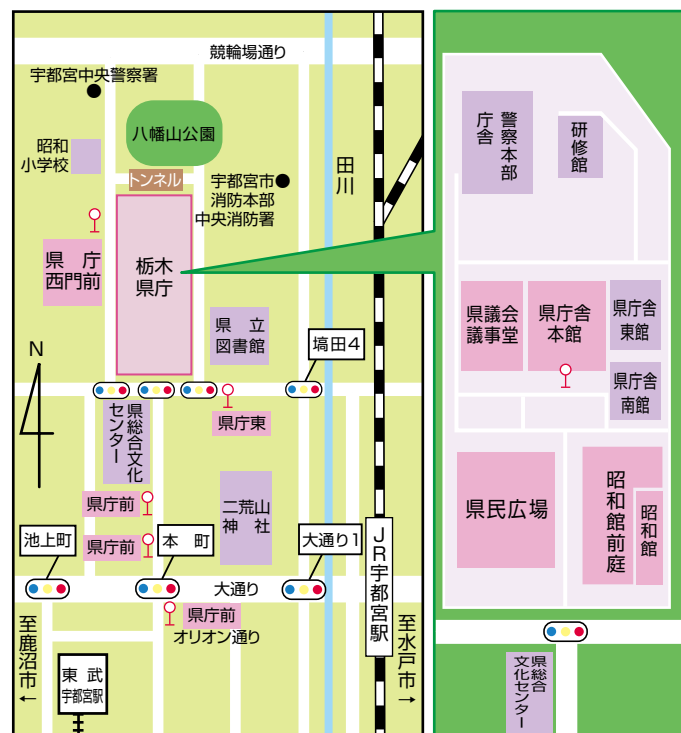 競輪場通り
宇都宮中央警察署
八幡山公園
昭和
小学校
トンネル
宇都宮市
消防本部
中央消防署
田川
県庁
西門前
栃木
県庁
県立
図書館
塙田4
N
県庁東
県総合文化
センター
県庁前
県庁前
二荒山
神社
池上町
本町
大通り1
大通り
JR宇都宮駅
県庁前
オリオン通り
至鹿沼市
←
東武
宇都宮駅
至水戸市
→
警察本部
庁舎
研修館
県議会
議事堂
県庁舎
本館
県庁舎
東館
県庁舎
南館
県民広場
昭和館前庭
昭和館
県総合
文化センター